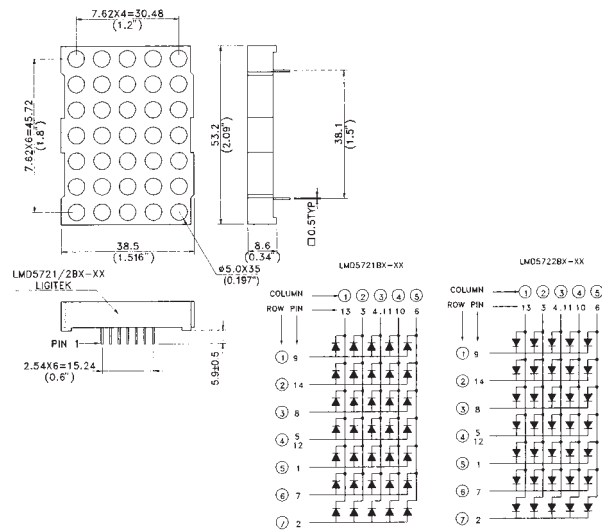 7.62X4=30.48
(1.2")
7.62X6=45.72
(1.8")
53.2
(2.09")
38.1
(1.5")
0.5TYP
38.5
(1.516")
8.6
(0.34")
ø5.0X35
(0.197")
LMD5721/2BX-XX
LIGITEK
PIN 1
2.54X6=15.24
(0.6")
5.9±0.5
LMD5721BX-XX
COLUMN 1 2 3 4 5
ROW PIN 13 3 4,11 10 6
1 9
2 14
3 8
4 5
12
5 1
6 7
7 2
LMD5722BX-XX
COLUMN 1 2 3 4 5
ROW PIN 13 3 4,11 10 6
1 9
2 14
3 8
4 5
12
5 1
6 7
7 2